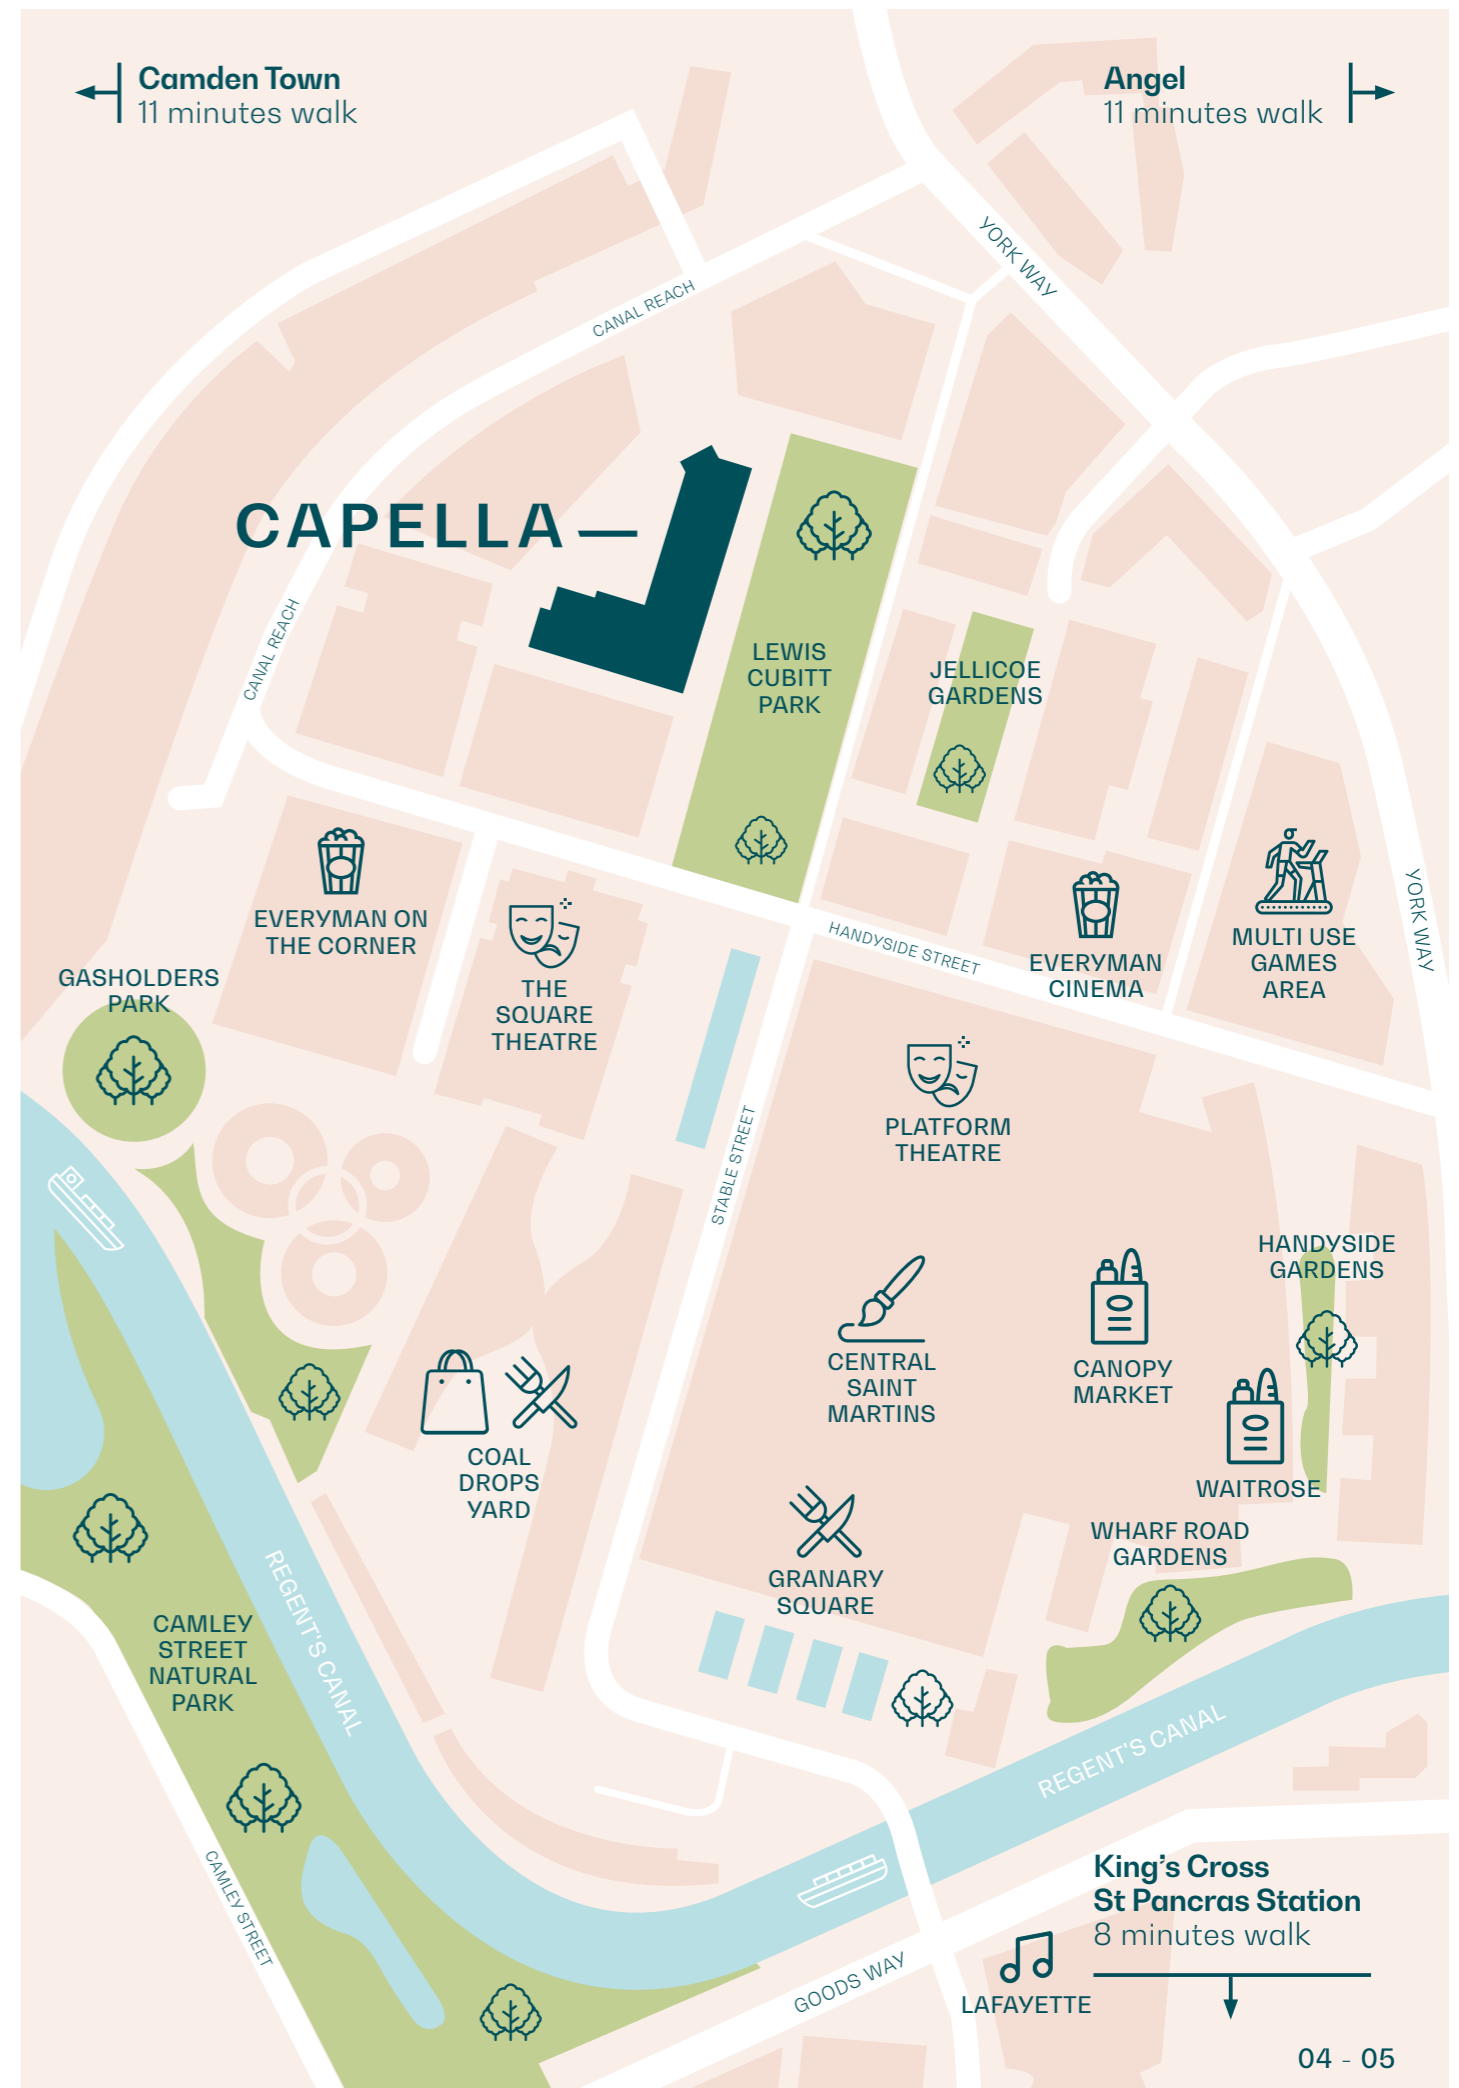 Camden Town
11 minutes walk
Angel
11 minutes walk
YORK WAY
CANAL REACH
CAPELLA—
CANAL REACH
LEWIS
CUBITT
PARK
JELLICOE
GARDENS
EVERYMAN ON
THE CORNER
THE
SQUARE
THEATRE
HANDYSIDE STREET
EVERYMAN
CINEMA
MULTI USE
GAMES
AREA
YORK WAY
GASHOLDERS
PARK
PLATFORM
THEATRE
STABLE STREET
HANDYSIDE
GARDENS
CENTRAL
SAINT
MARTINS
CANOPY
MARKET
WAITROSE
COAL
DROPS
YARD
GRANARY
SQUARE
WHARF ROAD
GARDENS
REGENT'S CANAL
CAMLEY
STREET
NATURAL
PARK
REGENT'S CANAL
CAMLEY STREET
King's Cross
St Pancras Station
8 minutes walk
GOODS WAY
LAFAYETTE
04 - 05